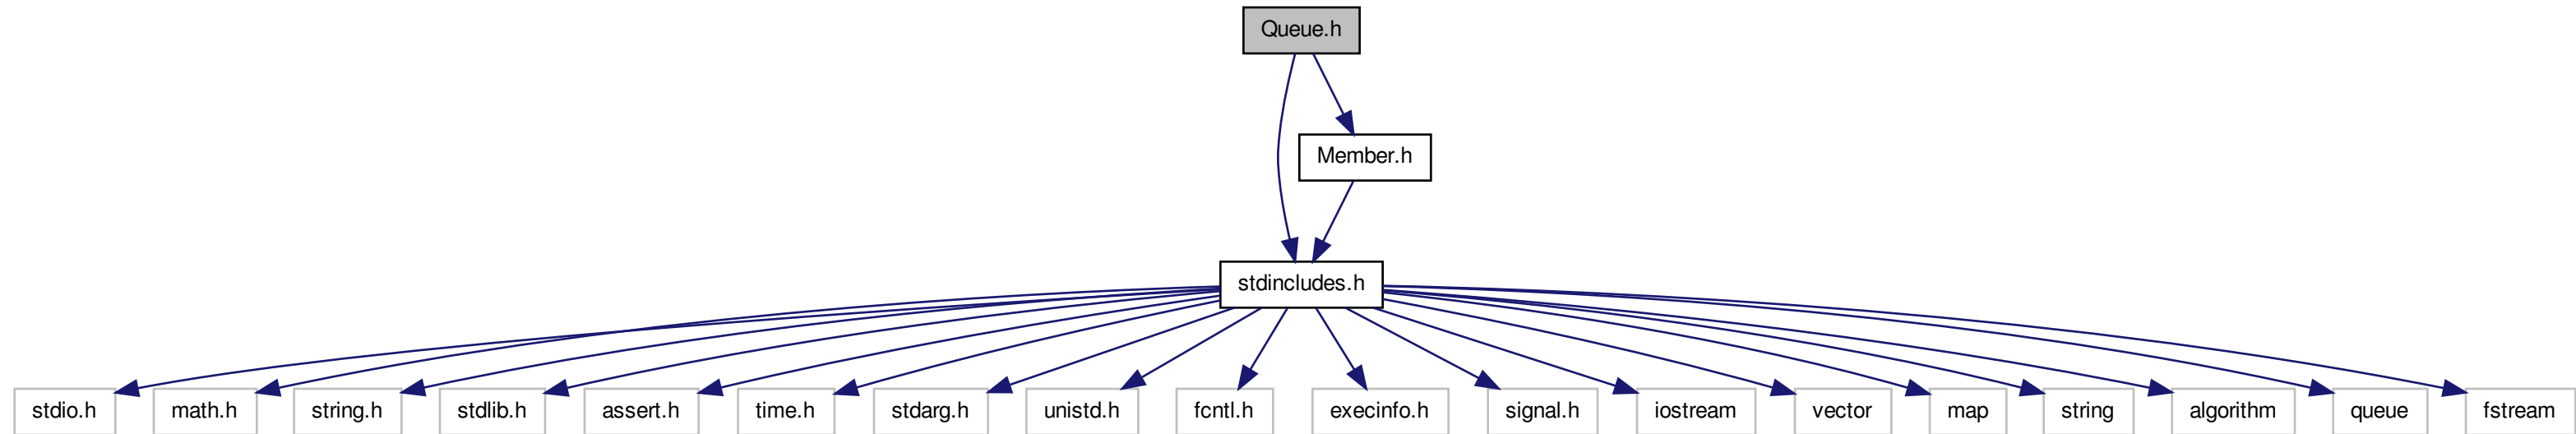 Queue.h
Member.h
stdincludes.h
stdio.h
math.h
string.h
stdlib.h
assert.h
time.h
stdarg.h
unistd.h
fcntl.h
execinfo.h
signal.h
iostream
vector
map
string
algorithm
queue
fstream